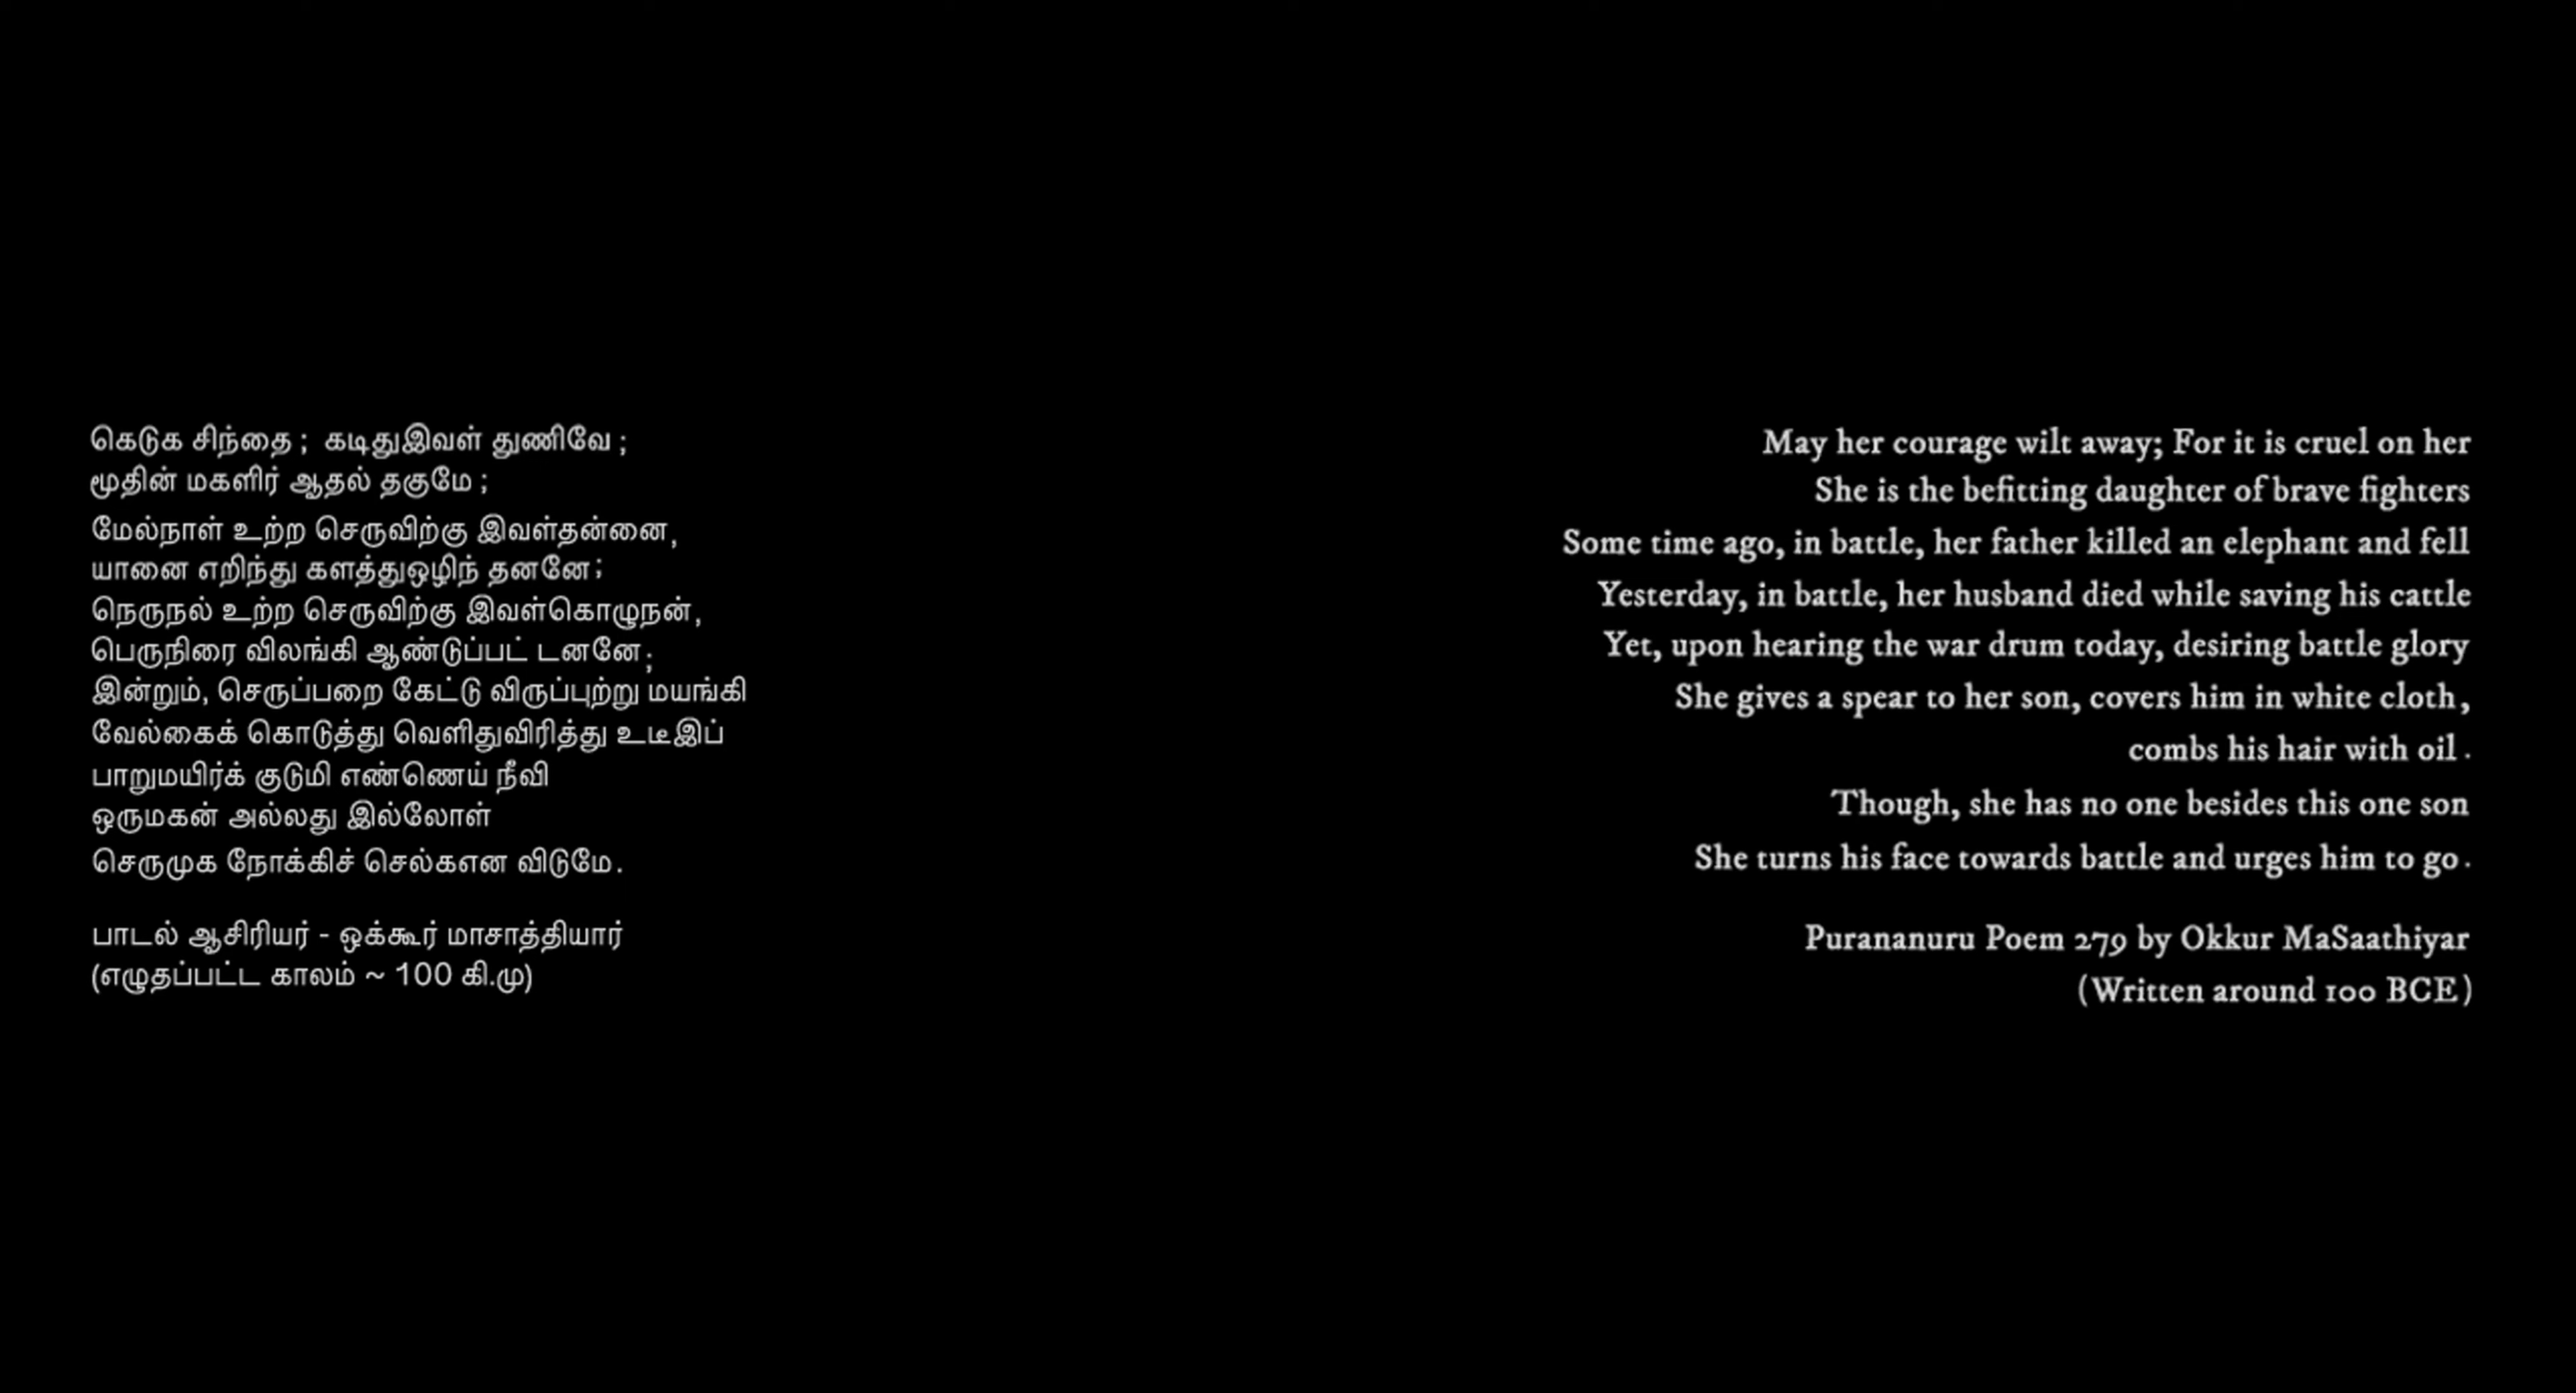 கெடுக சிந்தை ; கடிதுஇவள் துணிவே ;
மூதின் மகளிர் ஆதல் தகுமே ;
மேல்நாள் உற்ற செருவிற்கு இவள்தன்னை,
யானை எறிந்து களத்துஒழிந் தனனே ;
நெருநல் உற்ற செருவிற்கு இவள்கொழுநன்,
பெருநிரை விலங்கி ஆண்டுப்பட் டனனே ;
இன்றும், செருப்பறை கேட்டு விருப்புற்று மயங்கி
வேல்கைக் கொடுத்து வெளிதுவிரித்து உடீஇப்
பாறுமயிர்க் குடுமி எண்ணெய் நீவி
ஒருமகன் அல்லது இல்லோள்
செருமுக நோக்கிச் செல்கஎன விடுமே.
பாடல் ஆசிரியர் - ஒக்கூர் மாசாத்தியார்
(எழுதப்பட்ட காலம் ~ 100 கி.மு)
May her courage wilt away; For it is cruel on her
She is the befitting daughter of brave fighters
Some time ago, in battle, her father killed an elephant and fell
Yesterday, in battle, her husband died while saving his cattle
Yet, upon hearing the war drum today, desiring battle glory
She gives a spear to her son, covers him in white cloth,
combs his hair with oil.
Though, she has no one besides this one son
She turns his face towards battle and urges him to go.
Purananuru Poem 279 by Okkur MaSaathiyar
(Written around 100 BCE)